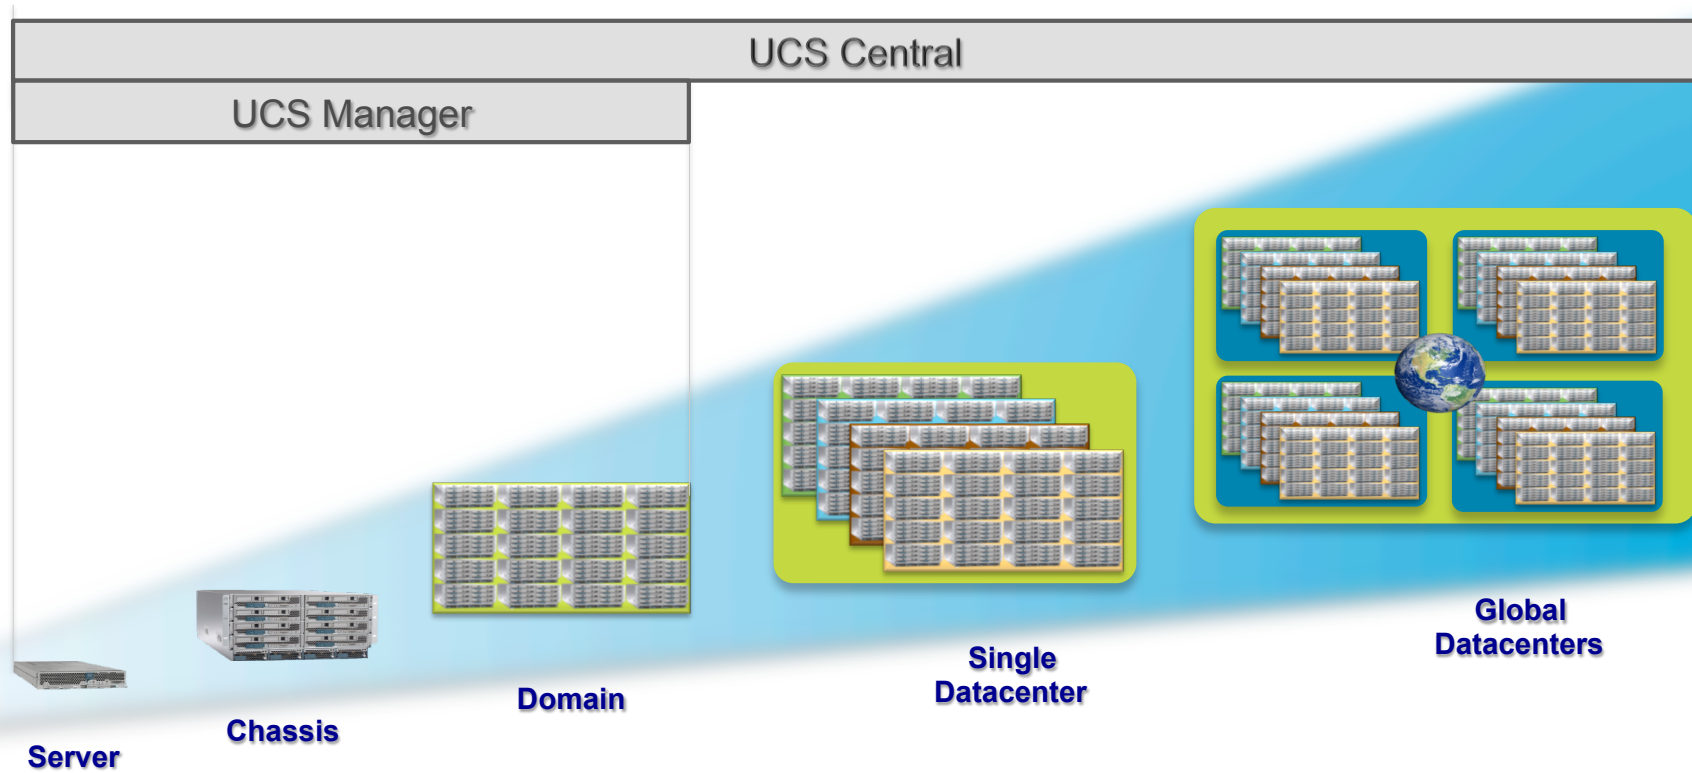 UCS Central
UCS Manager
Server
Chassis
Domain
Single
Datacenter
Global
Datacenters